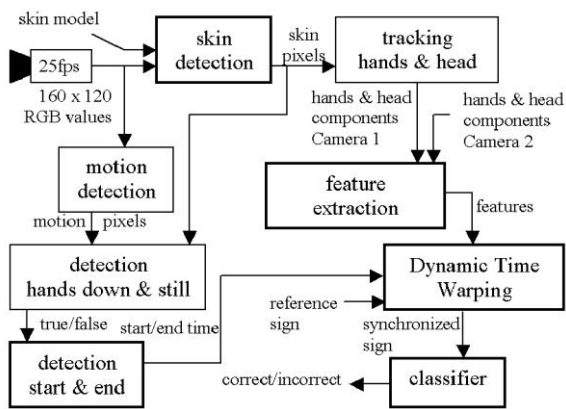 skin model
25fps
160 x 120
RGB values
skin
detection
skin
pixels
tracking
hands & head
hands & head
components
Camera 1
hands & head
components
Camera 2
motion
detection
motion pixels
feature
extraction
features
detection
hands down & still
Dynamic Time
Warping
reference
sign
true/false
start/end time
synchronized
sign
detection
start & end
correct/incorrect
classifier